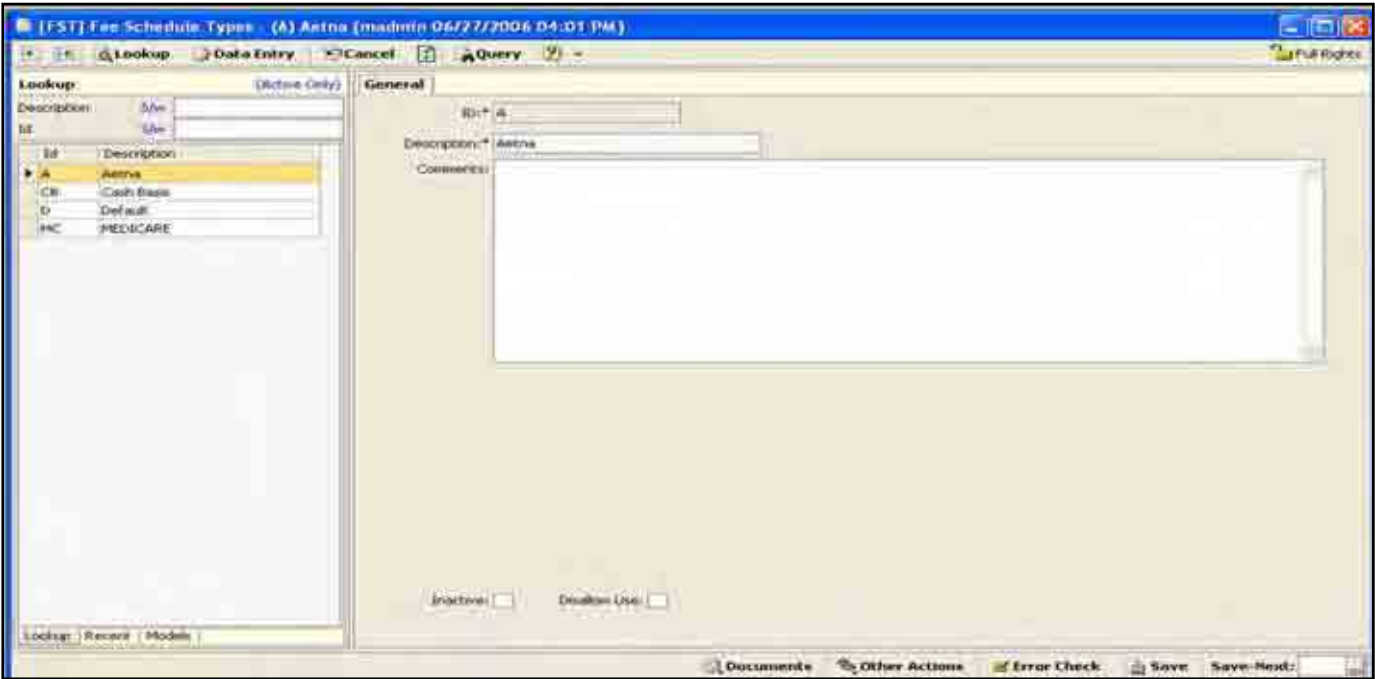 [FST] Fee Schedule Types - (A) Aetna (madmin 06/27/2006 04:01 PM)
Lookup Data Entry Cancel Query Full Rights
Lookup (Active Only)
Description
Id
Id Description
A Aetna
CB Cash Basis
D Default
MC MEDICARE
Lookup Recent Models
General
ID:* A
Description:* Aetna
Comments:
Inactive: Disallow Use:
Documents Other Actions Error Check Save Save-Next: